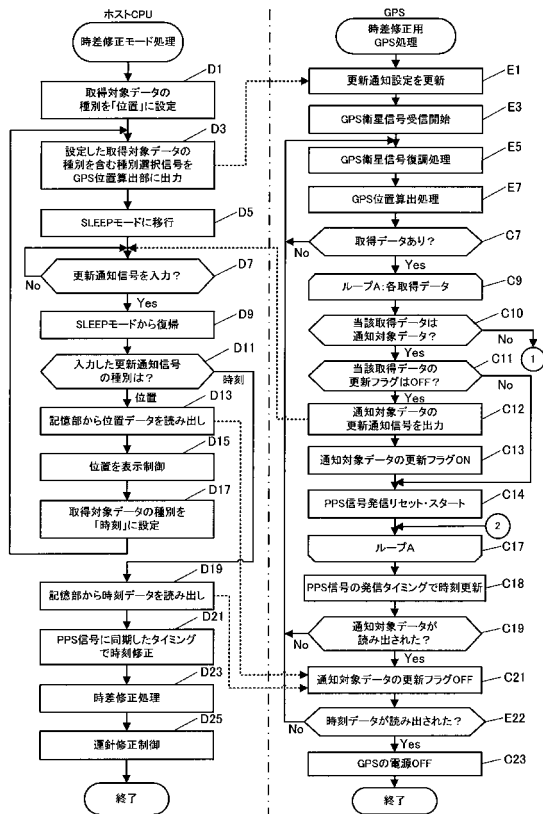 ホストCPU
時差修正モード処理
D1
取得対象データの
種別を「位置」に設定
D3
設定した取得対象データの
種別を含む種別選択信号を
GPS位置算出部に出力
D5
SLEEPモードに移行
D7
更新通知信号を入力?
No
Yes
D9
SLEEPモードから復帰
D11
入力した更新通知信号
の種別は?
時刻
位置
D13
記憶部から位置データを読み出し
D15
位置を表示制御
D17
取得対象データの種別を
「時刻」に設定
D19
記憶部から時刻データを読み出し
D21
PPS信号に同期したタイミング
で時刻修正
D23
時差修正処理
D25
運針修正制御
終了
GPS
時差修正用
GPS処理
E1
更新通知設定を更新
E3
GPS衛星信号受信開始
E5
GPS衛星信号復調処理
E7
GPS位置算出処理
C7
取得データあり?
No
Yes
C9
ループA:各取得データ
C10
当該取得データは
通知対象データ?
No
1
Yes
C11
当該取得データの
更新フラグはOFF?
No
Yes
C12
通知対象データの
更新通知信号を出力
C13
通知対象データの更新フラグON
C14
PPS信号発信リセット・スタート
2
C17
ループA
C18
PPS信号の発信タイミングで時刻更新
C19
通知対象データが
読み出された?
No
Yes
C21
通知対象データの更新フラグOFF
E22
時刻データが読み出された?
No
Yes
C23
GPSの電源OFF
終了